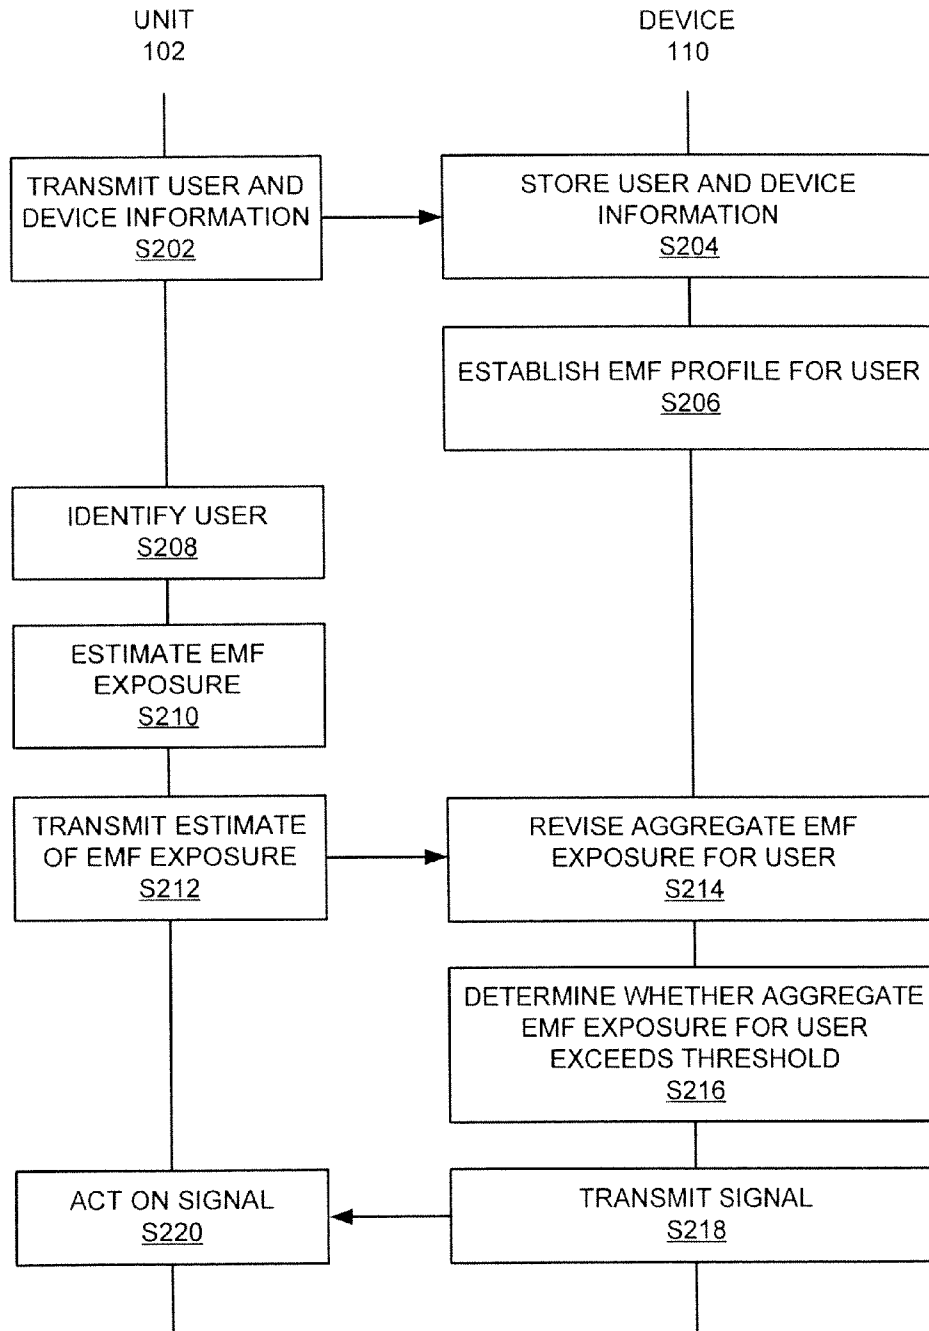 UNIT
102
DEVICE
110
TRANSMIT USER AND
DEVICE INFORMATION
S202
STORE USER AND DEVICE
INFORMATION
S204
ESTABLISH EMF PROFILE FOR USER
S206
IDENTIFY USER
S208
ESTIMATE EMF
EXPOSURE
S210
TRANSMIT ESTIMATE
OF EMF EXPOSURE
S212
REVISE AGGREGATE EMF
EXPOSURE FOR USER
S214
DETERMINE WHETHER AGGREGATE
EMF EXPOSURE FOR USER
EXCEEDS THRESHOLD
S216
TRANSMIT SIGNAL
S218
ACT ON SIGNAL
S220